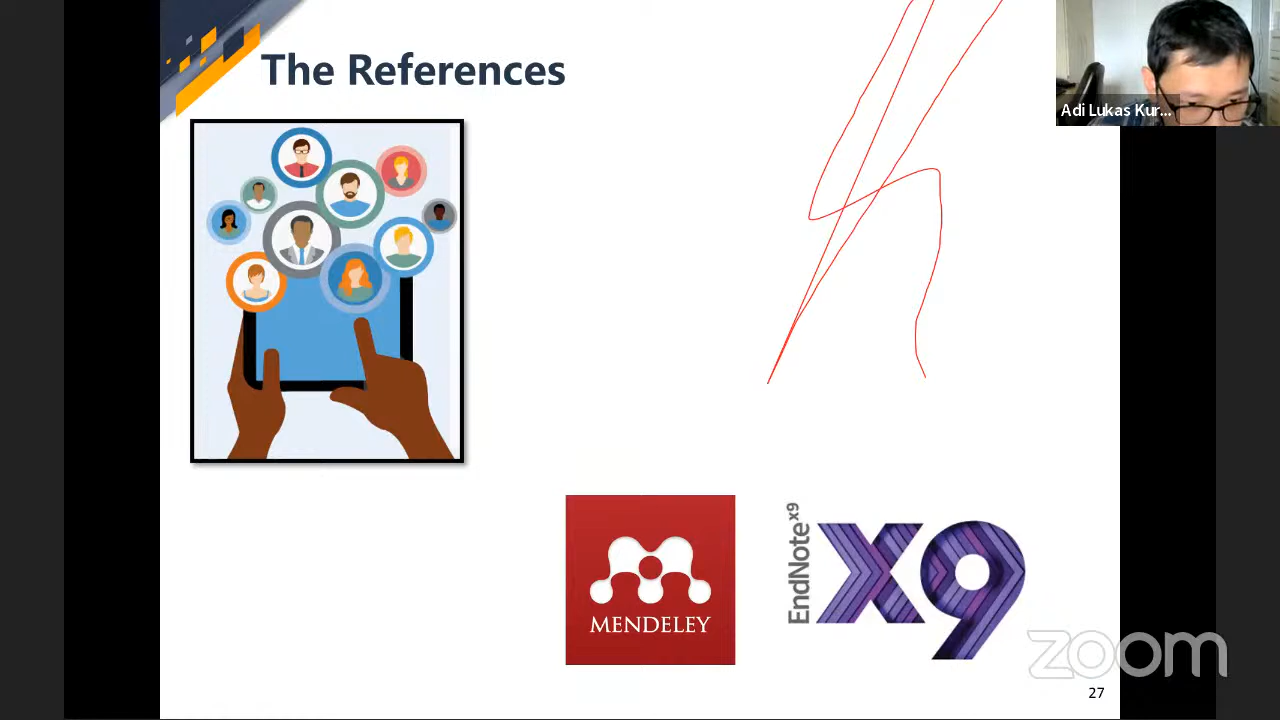 The References
Adi Lukas Kur...
MENDELEY
EndNote x9
X9
zoom
27